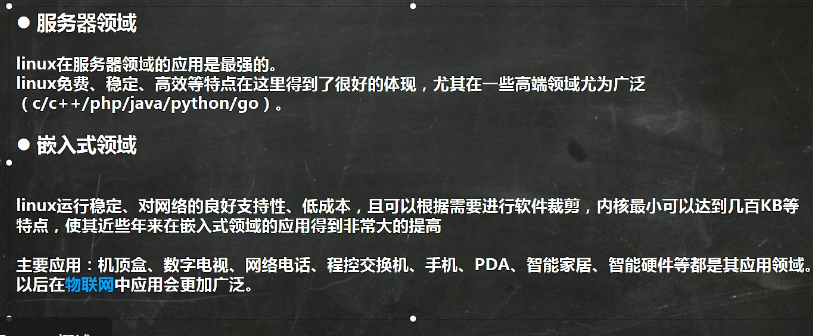 ● 服务器领域
linux在服务器领域的应用是最强的。
linux免费、稳定、高效等特点在这里得到了很好的体现，尤其在一些高端领域尤为广泛
（c/c++/php/java/python/go）。
● 嵌入式领域
linux运行稳定、对网络的良好支持性、低成本，且可以根据需要进行软件裁剪，内核最小可以达到几百KB等
特点，使其近些年来在嵌入式领域的应用得到非常大的提高
主要应用：机顶盒、数字电视、网络电话、程控交换机、手机、PDA、智能家居、智能硬件等都是其应用领域。
以后在物联网中应用会更加广泛。